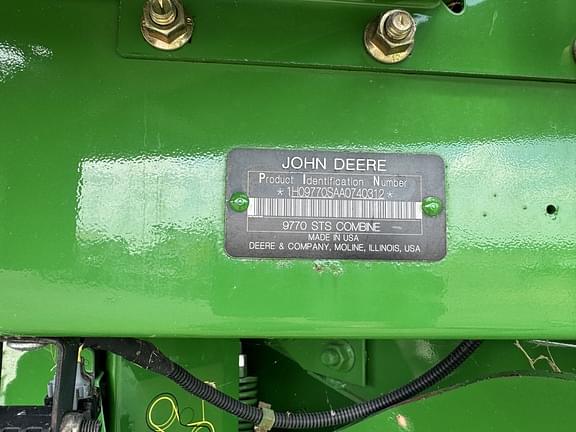 JOHN DEERE
Product Identification Number
*1H09770SAA0740312*
9770 STS COMBINE
MADE IN USA
DEERE & COMPANY, MOLINE, ILLINOIS, USA